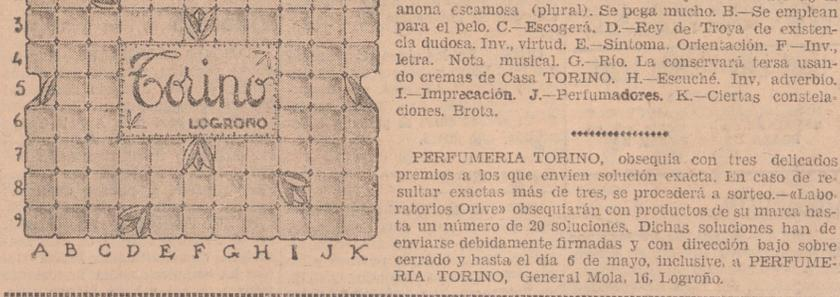 3
4
5
6
7
8
9
Torino
LOGROÑO
A B C D E F G H I J K
anona escamosa (plural). Se pega mucho. B.—Se emplean
para el pelo. C.—Escogerá. D.—Rey de Troya de existen-
cia dudosa. Inv., virtud. E.—Síntoma. Orientación. F—Inv.,
letra. Nota musical. G.—Río. La conservará tersa usan-
do cremas de Casa TORINO. H.—Escuché. Inv. adverbio.
I.—Imprecación. J.—Perfumadores. K.—Ciertas constela-
ciones. Brota.
PERFUMERIA TORINO, obsequia con tres delicados
premios a los que envien solución exacta. En caso de re-
sultar exactas más de tres, se procederá a sorteo.—«Labo-
ratorios Orive» obsequiarán con productos de su marca has-
ta un número de 20 soluciones. Dichas soluciones han de
enviarse debidamente firmadas y con dirección bajo sobre
cerrado y hasta el día 6 de mayo, inclusive, a PERFUME-
RIA TORINO, General Mola, 16, Logroño.